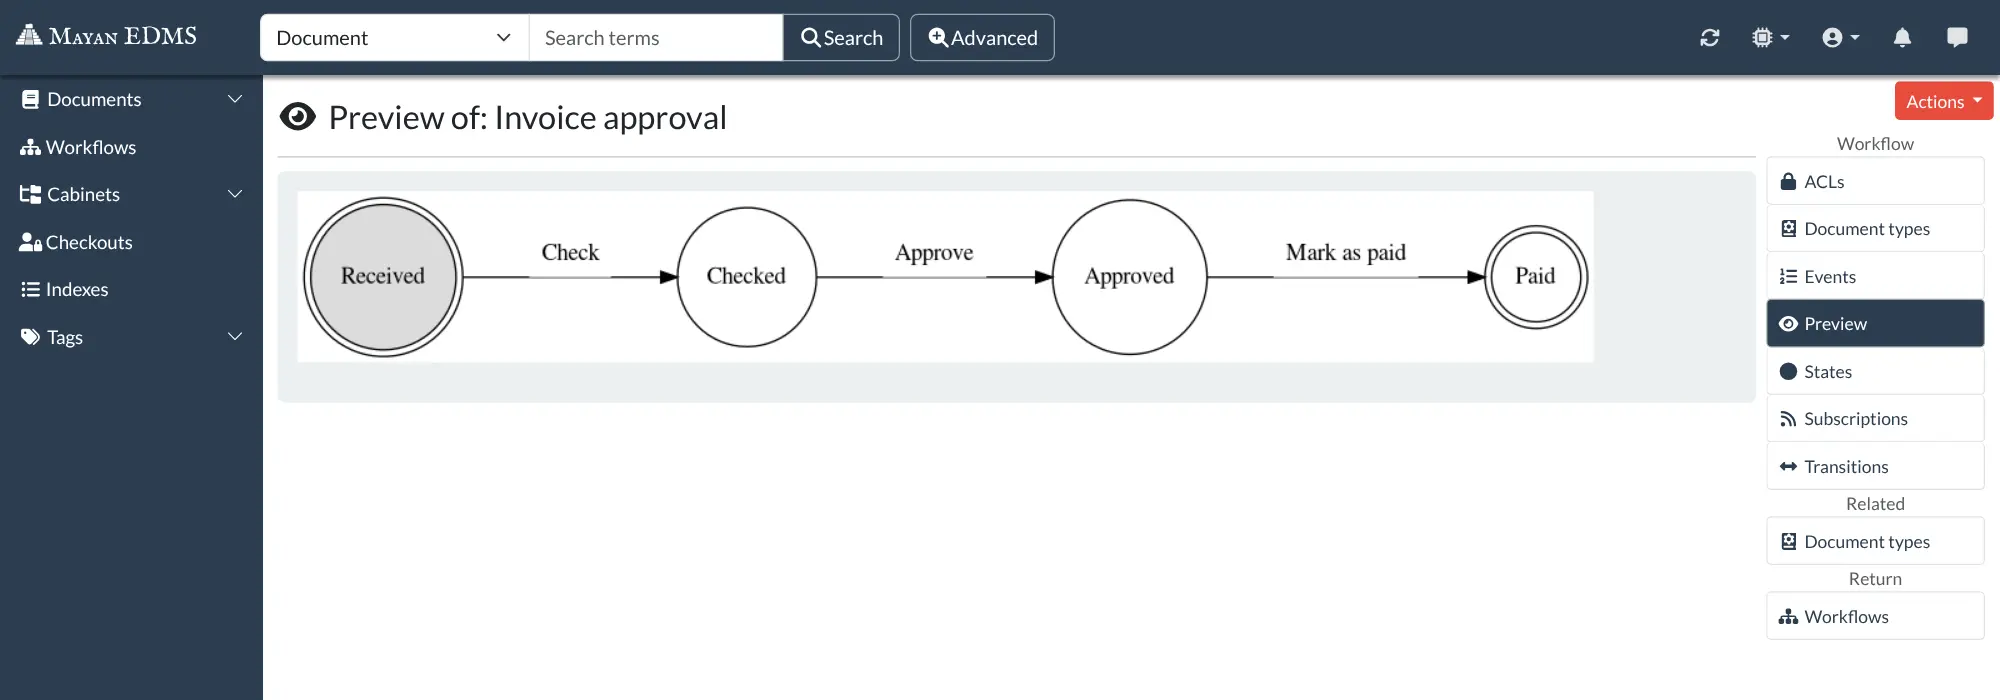 MAYAN EDMS
Document
Search terms
Search
Advanced
Documents
Workflows
Cabinets
Checkouts
Indexes
Tags
Preview of: Invoice approval
Received
Check
Checked
Approve
Approved
Mark as paid
Paid
Actions
Workflow
ACLs
Document types
Events
Preview
States
Subscriptions
Transitions
Related
Document types
Return
Workflows